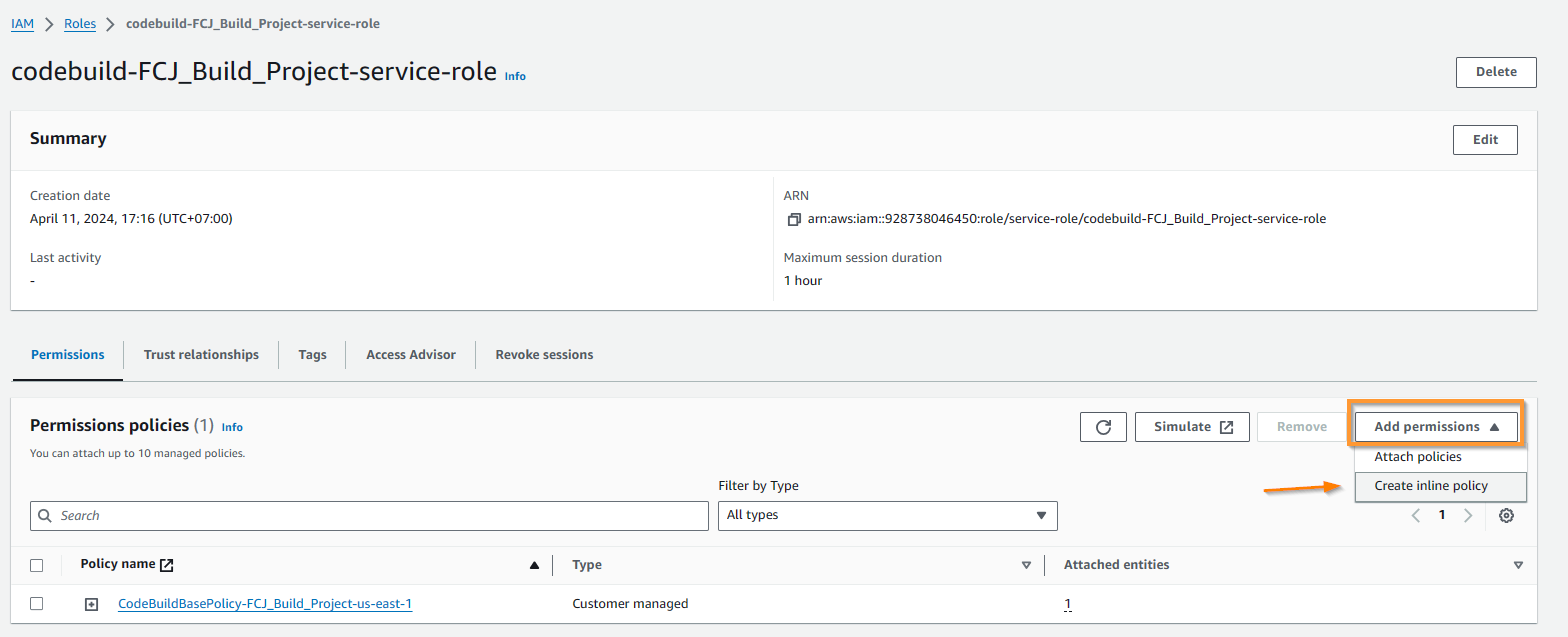 IAM > Roles > codebuild-FCJ_Build_Project-service-role
codebuild-FCJ_Build_Project-service-role Info
Delete
Summary
Edit
Creation date
April 11, 2024, 17:16 (UTC+07:00)
ARN
arn:aws:iam::928738046450:role/service-role/codebuild-FCJ_Build_Project-service-role
Last activity
-
Maximum session duration
1 hour
Permissions
Trust relationships
Tags
Access Advisor
Revoke sessions
Permissions policies (1) Info
You can attach up to 10 managed policies.
Simulate
Remove
Add permissions
Attach policies
Create inline policy
Filter by Type
Search
All types
1
Policy name
Type
Attached entities
CodeBuildBasePolicy-FCJ_Build_Project-us-east-1
Customer managed
1